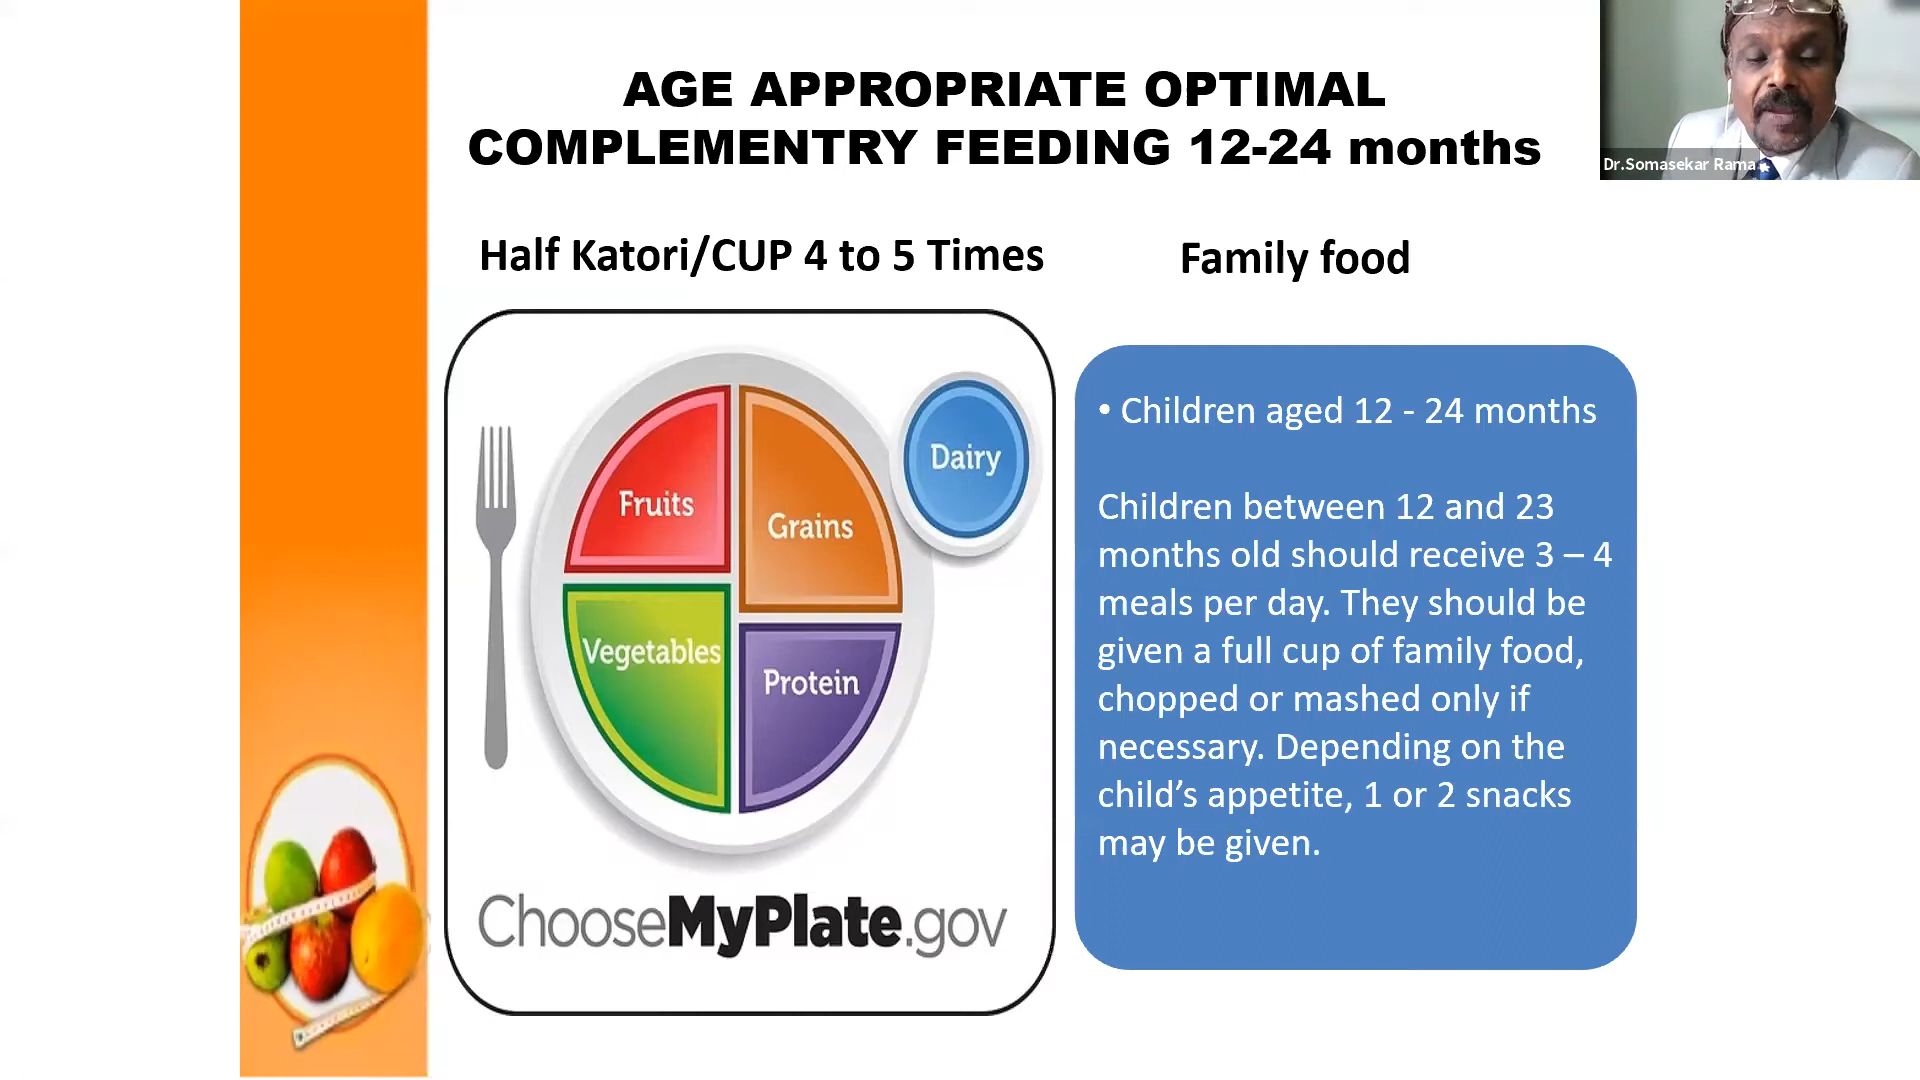 AGE APPROPRIATE OPTIMAL
COMPLEMENTRY FEEDING 12-24 months
Dr.Somasekar Rama
Half Katori/CUP 4 to 5 Times
Family food
Fruits
Grains
Dairy
Vegetables
Protein
ChooseMyPlate.gov
• Children aged 12 - 24 months
Children between 12 and 23
months old should receive 3 – 4
meals per day. They should be
given a full cup of family food,
chopped or mashed only if
necessary. Depending on the
child’s appetite, 1 or 2 snacks
may be given.